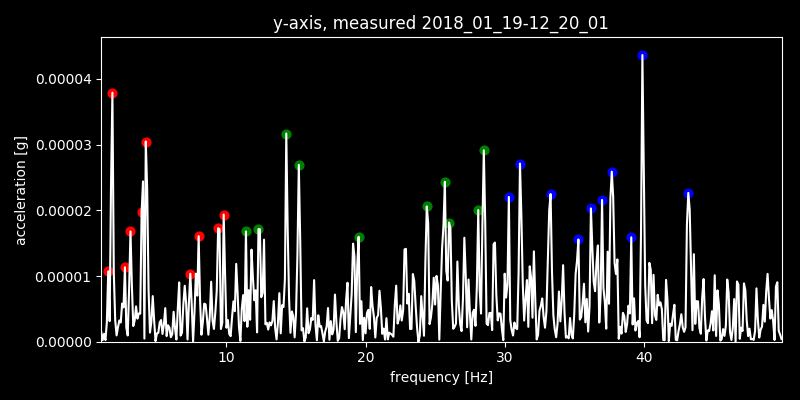 y-axis, measured 2018_01_19-12_20_01
0.00004
0.00003
0.00002
0.00001
0.00000
acceleration [g]
10 20 30 40
frequency [Hz]